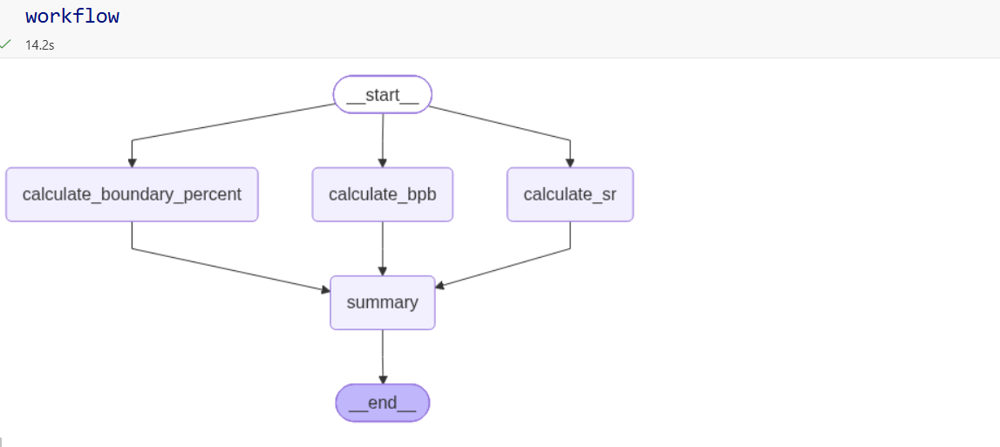 workflow
14.2s
__start__
calculate_boundary_percent
calculate_bpb
calculate_sr
summary
__end__